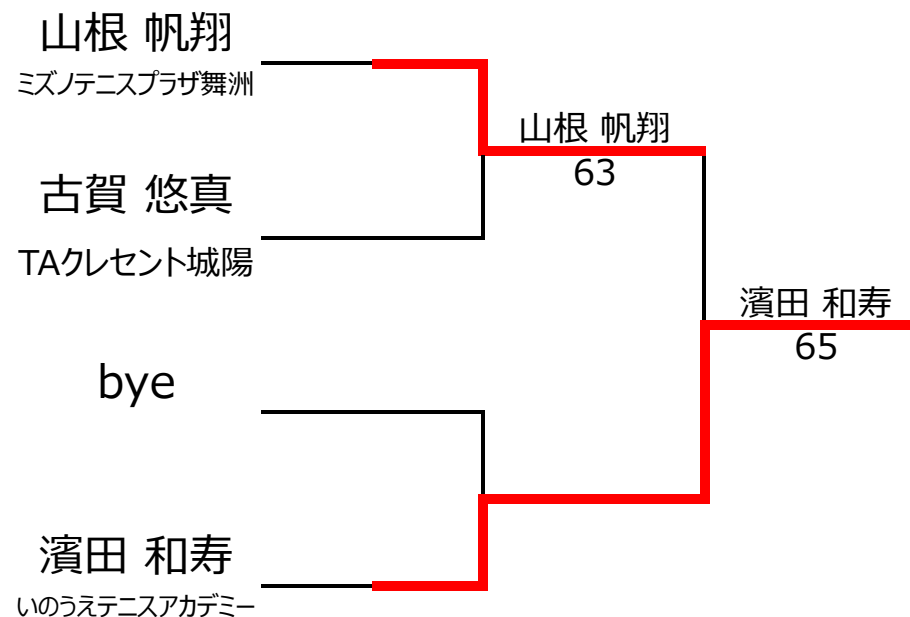 山根 帆翔
ミズノテニスプラザ舞洲
山根 帆翔
63
古賀 悠真
TAクレセント城陽
濱田 和寿
65
bye
濱田 和寿
いのうえテニスアカデミー